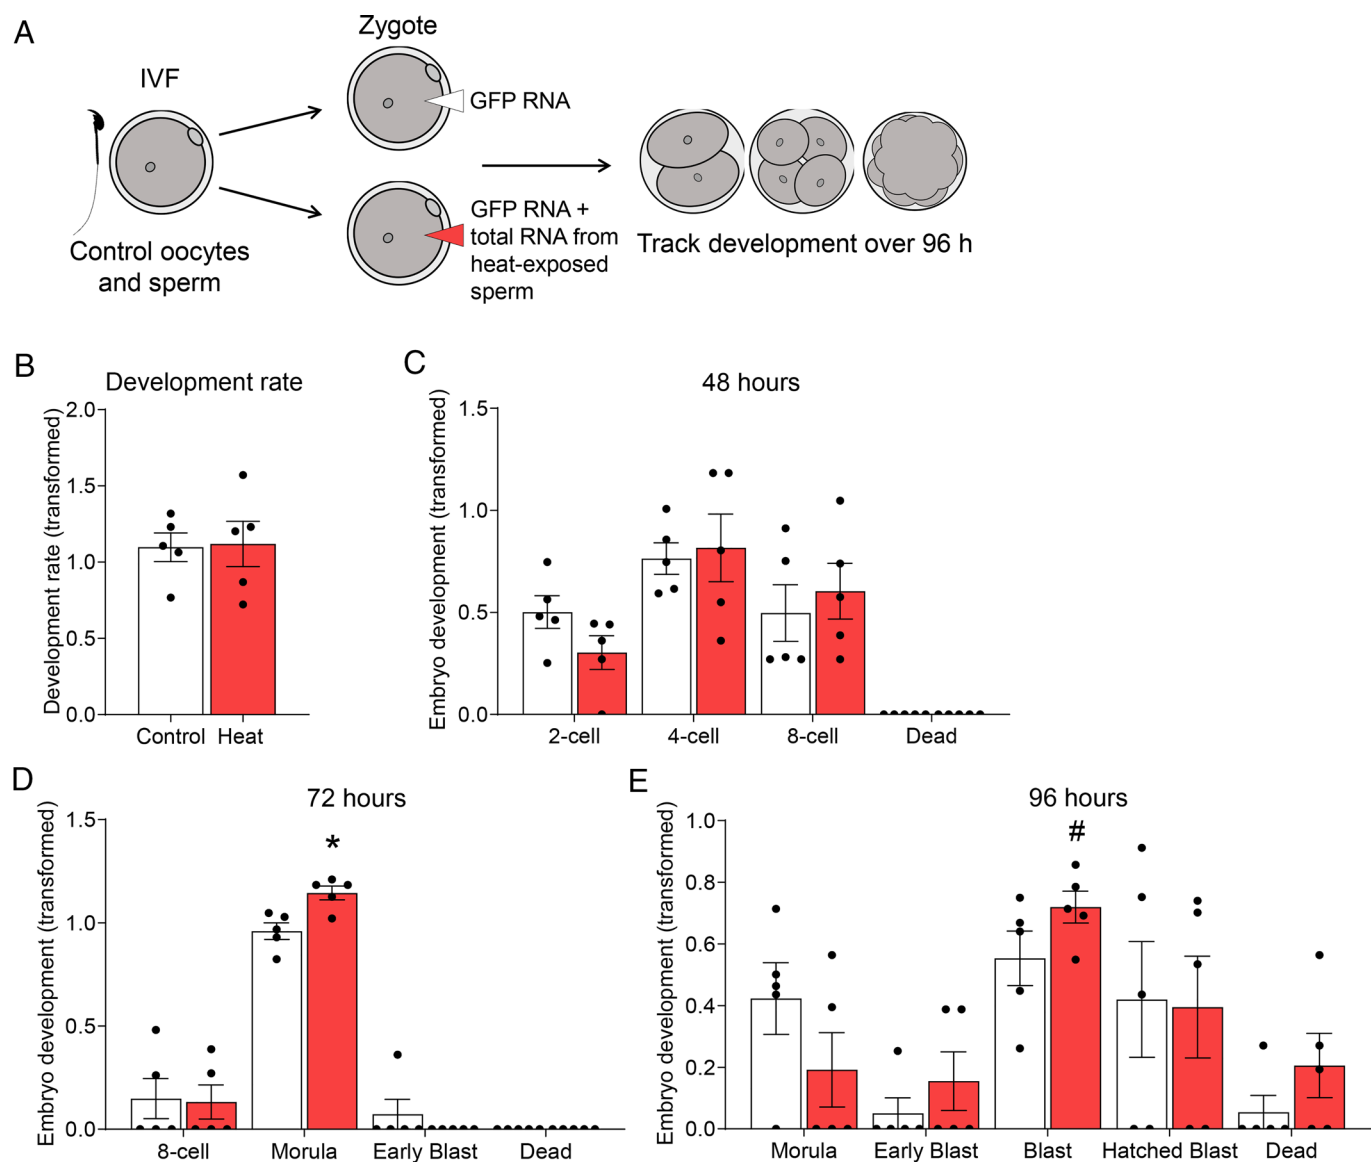 A
IVF
Zygote
GFP RNA
GFP RNA +
total RNA from
heat-exposed
sperm
Control oocytes
and sperm
Track development over 96 h
B
Development rate
Development rate (transformed)
2.0
1.5
1.0
0.5
0.0
Control Heat
C
48 hours
Embryo development (transformed)
1.5
1.0
0.5
0.0
2-cell 4-cell 8-cell Dead
D
72 hours
Embryo development (transformed)
1.5
1.0
0.5
0.0
*
8-cell Morula Early Blast Dead
E
96 hours
Embryo development (transformed)
1.0
0.8
0.6
0.4
0.2
0.0
#
Morula Early Blast Blast Hatched Blast Dead